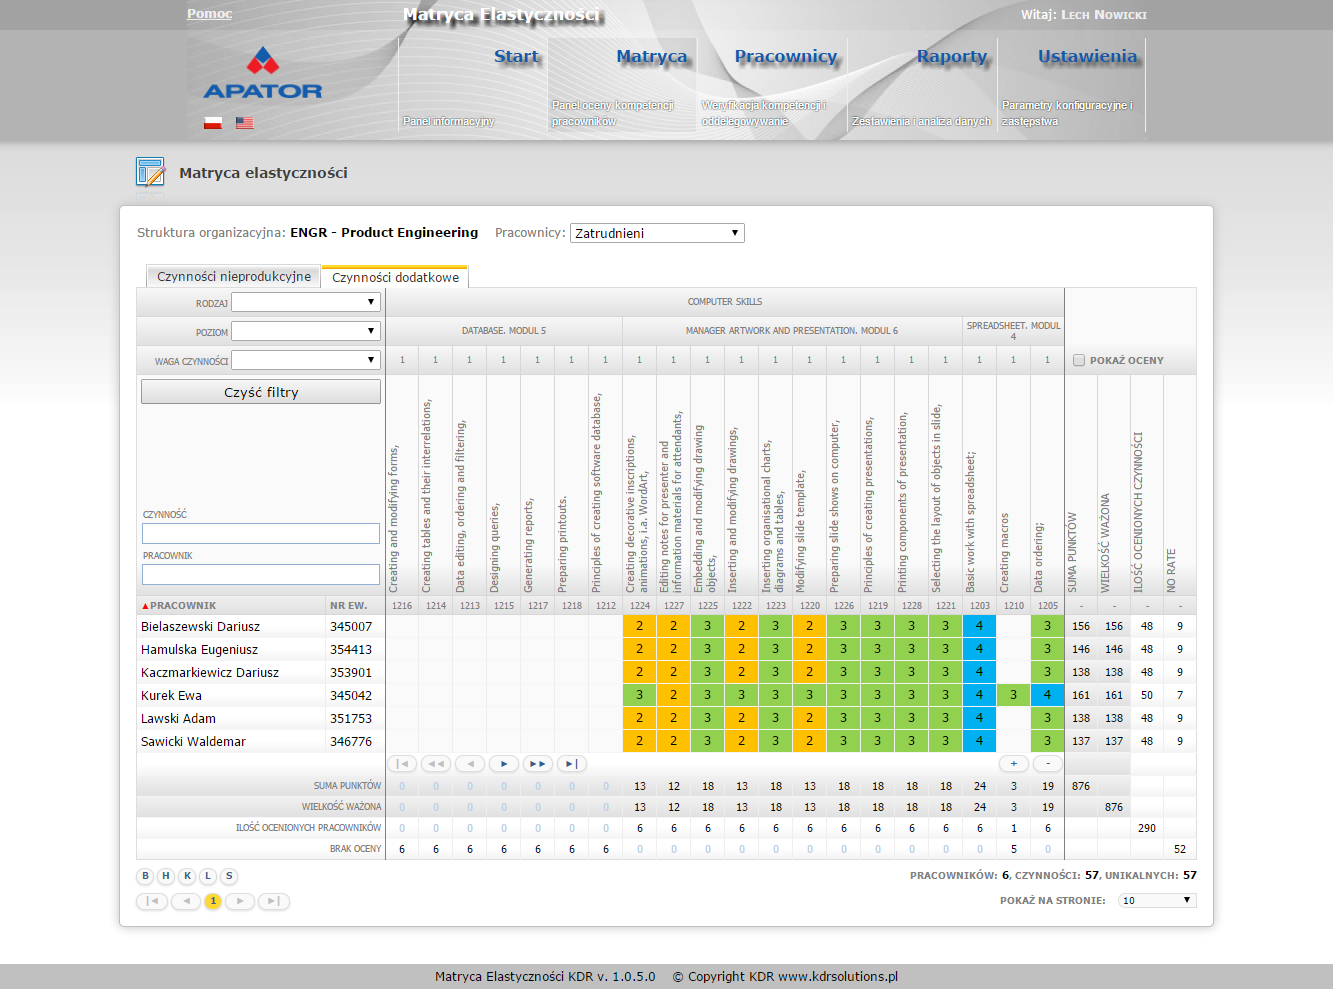 Pomoc
Matryca Elastyczności
Witaj: Lech Nowicki
APATOR
Start
Panel informacyjny
Matryca
Panel oceny kompetencji
pracowników
Pracownicy
Weryfikacja kompetencji i
oddelegowywanie
Raporty
Zestawienia i analiza danych
Ustawienia
Parametry konfiguracyjne i
zastępstwa
Matryca elastyczności
Struktura organizacyjna: ENGR - Product Engineering Pracownicy: Zatrudnieni
Czynności nieprodukcyjne Czynności dodatkowe
RODZAJ
COMPUTER SKILLS
POZIOM
DATABASE. MODUL 5
MANAGER ARTWORK AND PRESENTATION. MODUL 6
SPREADSHEET. MODUL
4
WAGA CZYNNOŚCI
1 1 1 1 1 1 1 1 1 1 1 1 1 1 1 1 1 1 1 1
POKAŻ OCENY
Czyść filtry
CZYNNOŚĆ
PRACOWNIK
Creating and modifying forms,
Creating tables and their interrelations,
Data editing, ordering and filtering,
Designing queries,
Generating reports,
Preparing printouts.
Principles of creating software database,
Creating decorative inscriptions,
animations, i.a. WordArt,
Editing notes for presenter and
information materials for attendants,
Embedding and modifying drawing
objects,
Inserting and modifying drawings,
Inserting organisational charts,
diagrams and tables,
Modifying slide template,
Preparing slide shows on computer,
Principles of creating presentations,
Printing components of presentation,
Selecting the layout of objects in slide,
Basic work with spreadsheet;
Creating macros
Data ordering;
SUMA PUNKTÓW
WIELKOŚĆ WAŻONA
ILOŚĆ OCENIONYCH CZYNNOŚCI
NO RATE
▲PRACOWNIK NR EW. 1216 1214 1213 1215 1217 1218 1212 1224 1227 1225 1222 1223 1220 1226 1219 1228 1221 1203 1210 1205 - - - -
Bielaszewski Dariusz 345007 2 2 3 2 3 2 3 3 3 3 4 3 156 156 48 9
Hamulska Eugeniusz 354413 2 2 3 2 3 2 3 3 3 3 4 3 146 146 48 9
Kaczmarkiewicz Dariusz 353901 2 2 3 2 3 2 3 3 3 3 4 3 138 138 48 9
Kurek Ewa 345042 3 2 3 3 3 3 3 3 3 3 4 3 4 161 161 50 7
Lawski Adam 351753 2 2 3 2 3 2 3 3 3 3 4 3 138 138 48 9
Sawicki Waldemar 346776 2 2 3 2 3 2 3 3 3 3 4 3 137 137 48 9
+ -
SUMA PUNKTÓW 0 0 0 0 0 0 0 13 12 18 13 18 13 18 18 18 18 24 3 19 876
WIELKOŚĆ WAŻONA 0 0 0 0 0 0 0 13 12 18 13 18 13 18 18 18 18 24 3 19 876
ILOŚĆ OCENIONYCH PRACOWNIKÓW 0 0 0 0 0 0 0 6 6 6 6 6 6 6 6 6 6 6 1 6 290
BRAK OCENY 6 6 6 6 6 6 6 0 0 0 0 0 0 0 0 0 0 0 5 0 52
B H K L S
PRACOWNIKÓW: 6, CZYNNOŚCI: 57, UNIKALNYCH: 57
1
POKAŻ NA STRONIE: 10
Matryca Elastyczności KDR v. 1.0.5.0 © Copyright KDR www.kdrsolutions.pl